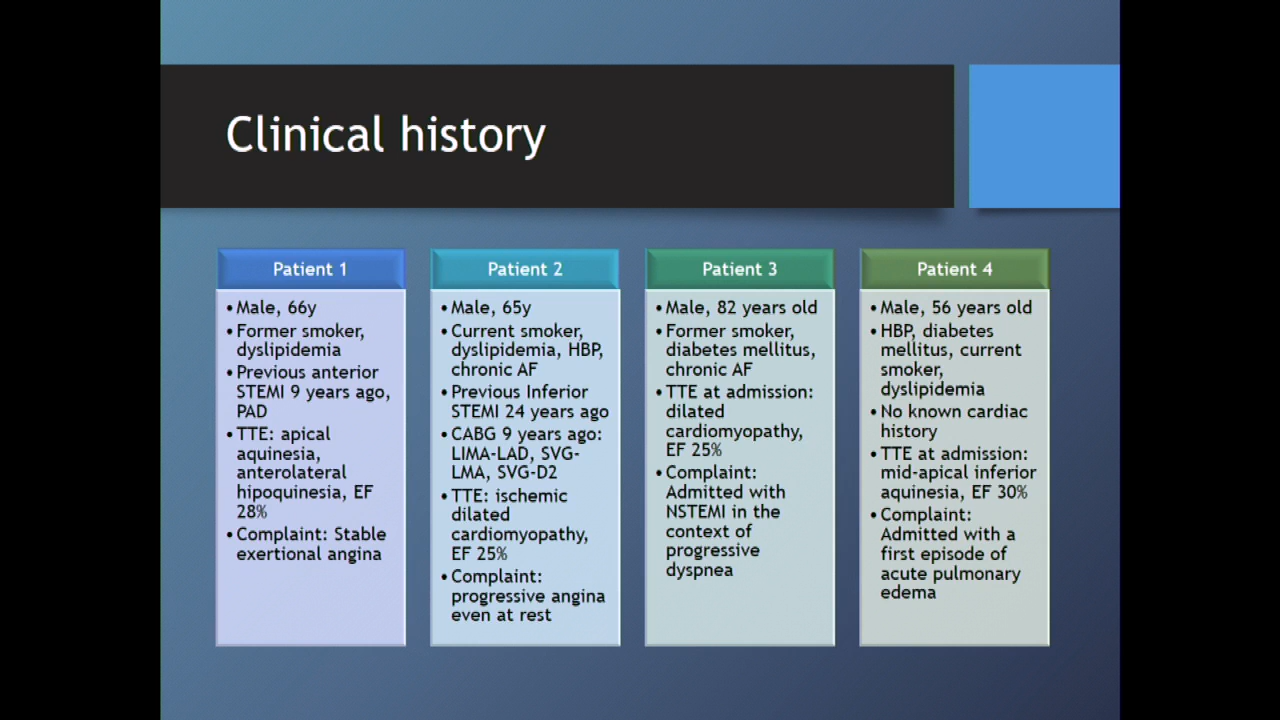 Clinical history
Patient 1
•Male, 66y
•Former smoker,
dyslipidemia
•Previous anterior
STEMI 9 years ago,
PAD
•TTE: apical
aquinesia,
anterolateral
hipoquinesia, EF
28%
•Complaint: Stable
exertional angina
Patient 2
•Male, 65y
•Current smoker,
dyslipidemia, HBP,
chronic AF
•Previous Inferior
STEMI 24 years ago
•CABG 9 years ago:
LIMA-LAD, SVG-
LMA, SVG-D2
•TTE: ischemic
dilated
cardiomyopathy,
EF 25%
•Complaint:
progressive angina
even at rest
Patient 3
•Male, 82 years old
•Former smoker,
diabetes mellitus,
chronic AF
•TTE at admission:
dilated
cardiomyopathy,
EF 25%
•Complaint:
Admitted with
NSTEMI in the
context of
progressive
dyspnea
Patient 4
•Male, 56 years old
•HBP, diabetes
mellitus, current
smoker,
dyslipidemia
•No known cardiac
history
•TTE at admission:
mid-apical inferior
aquinesia, EF 30%
•Complaint:
Admitted with a
first episode of
acute pulmonary
edema